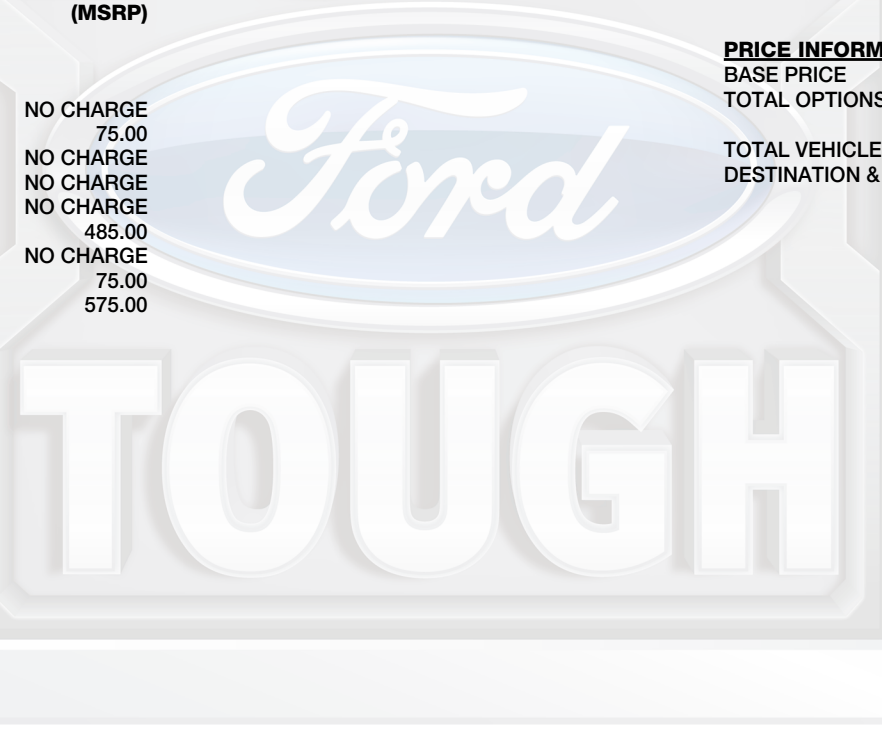 (MSRP)
NO CHARGE
75.00
NO CHARGE
NO CHARGE
NO CHARGE
485.00
NO CHARGE
75.00
575.00
PRICE INFORM
BASE PRICE
TOTAL OPTIONS
TOTAL VEHICLE
DESTINATION &
Ford
TOUGH